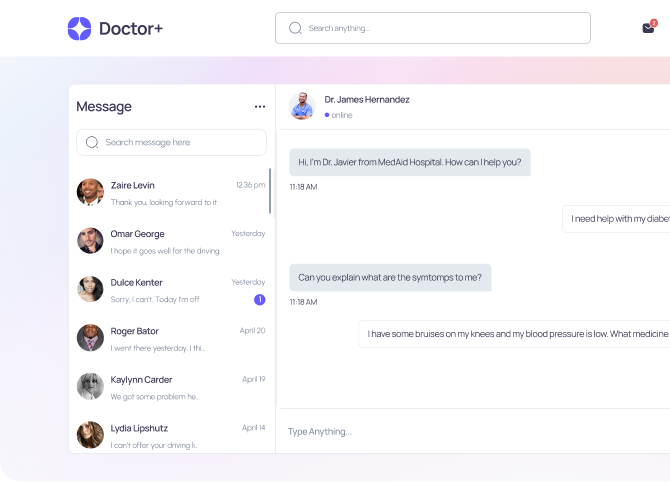 Doctor+
Search anything...
2
Message
Search message here
Zaire Levin
12.36 pm
Thank you, looking forward to it
Omar George
Yesterday
I hope it goes well for the driving
Dulce Kenter
Yesterday
Sorry, I can't. Today I'm off
1
Roger Bator
April 20
I went there yesterday. I thi...
Kaylynn Carder
April 19
We got some problem he..
Lydia Lipshutz
April 14
I can't offer your driving li..
Dr. James Hernandez
online
Hi, I'm Dr. Javier from MedAid Hospital. How can I help you?
11:18 AM
I need help with my diabet
Can you explain what are the symtomps to me?
11:18 AM
I have some bruises on my knees and my blood pressure is low. What medicine
Type Anything...